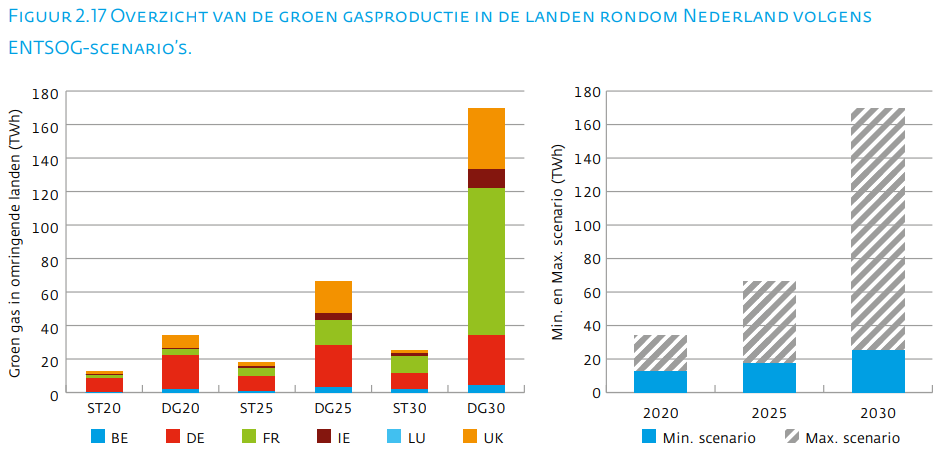 FIGUUR 2.17 OVERZICHT VAN DE GROEN GASPRODUCTIE IN DE LANDEN RONDOM NEDERLAND VOLGENS
ENTSOG-SCENARIO'S.
Groen gas in omringende landen (TWh)
180
160
140
120
100
80
60
40
20
0
ST20 DG20 ST25 DG25 ST30 DG30
BE DE FR IE LU UK
Min. en Max. scenario (TWh)
180
160
140
120
100
80
60
40
20
0
2020 2025 2030
Min. scenario Max. scenario